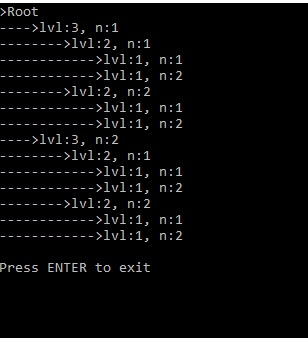 >Root
---->lvl:3, n:1
-------->lvl:2, n:1
------------>lvl:1, n:1
------------>lvl:1, n:2
-------->lvl:2, n:2
------------>lvl:1, n:1
------------>lvl:1, n:2
---->lvl:3, n:2
-------->lvl:2, n:1
------------>lvl:1, n:1
------------>lvl:1, n:2
-------->lvl:2, n:2
------------>lvl:1, n:1
------------>lvl:1, n:2
Press ENTER to exit